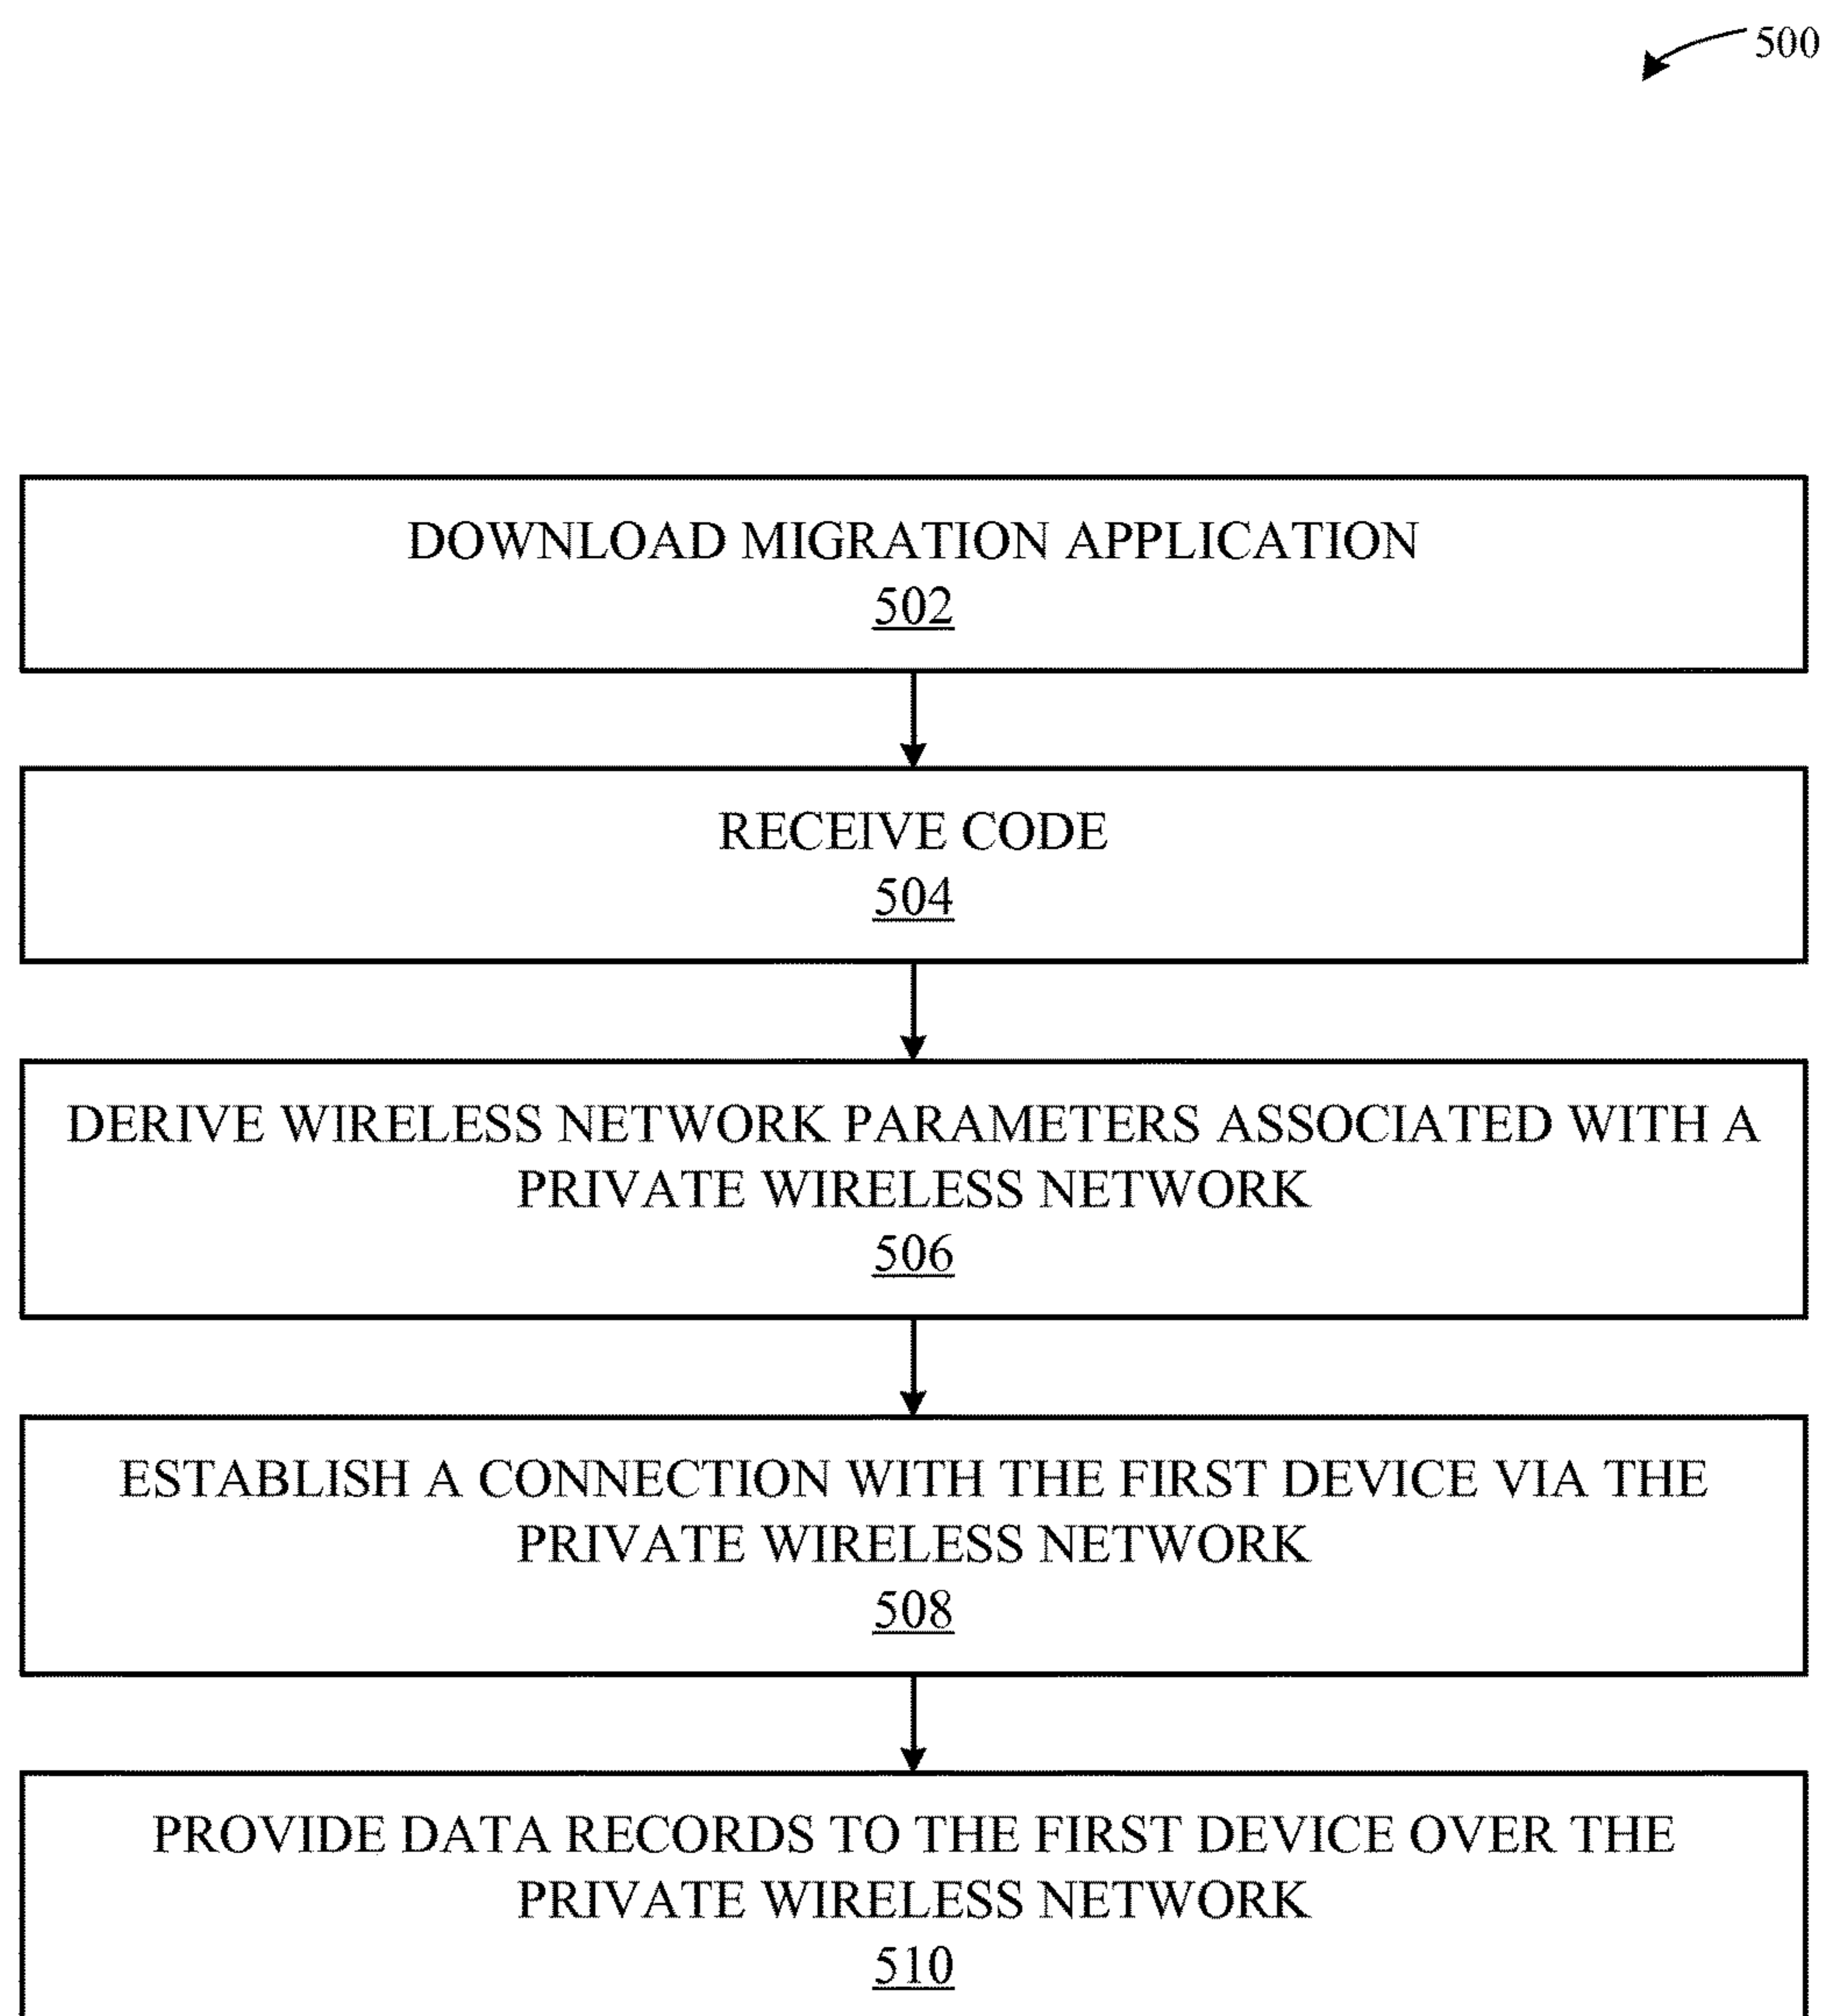 500
DOWNLOAD MIGRATION APPLICATION
502
RECEIVE CODE
504
DERIVE WIRELESS NETWORK PARAMETERS ASSOCIATED WITH A
PRIVATE WIRELESS NETWORK
506
ESTABLISH A CONNECTION WITH THE FIRST DEVICE VIA THE
PRIVATE WIRELESS NETWORK
508
PROVIDE DATA RECORDS TO THE FIRST DEVICE OVER THE
PRIVATE WIRELESS NETWORK
510